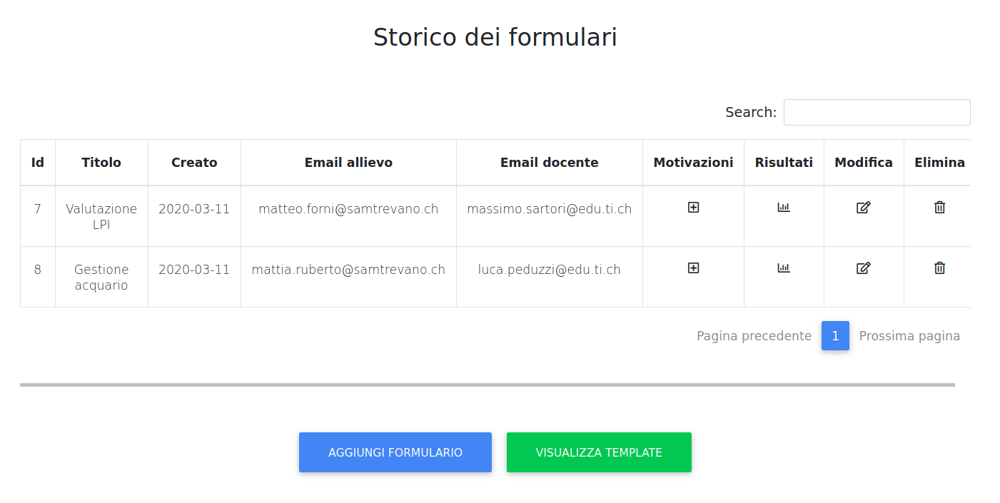 Storico dei formulari
Search:
Id Titolo Creato Email allievo Email docente Motivazioni Risultati Modifica Elimina
7 Valutazione 2020-03-11 matteo.forni@samtrevano.ch massimo.sartori@edu.ti.ch
LPI
8 Gestione 2020-03-11 mattia.ruberto@samtrevano.ch luca.peduzzi@edu.ti.ch
acquario
Pagina precedente 1 Prossima pagina
AGGIUNGI FORMULARIO VISUALIZZA TEMPLATE